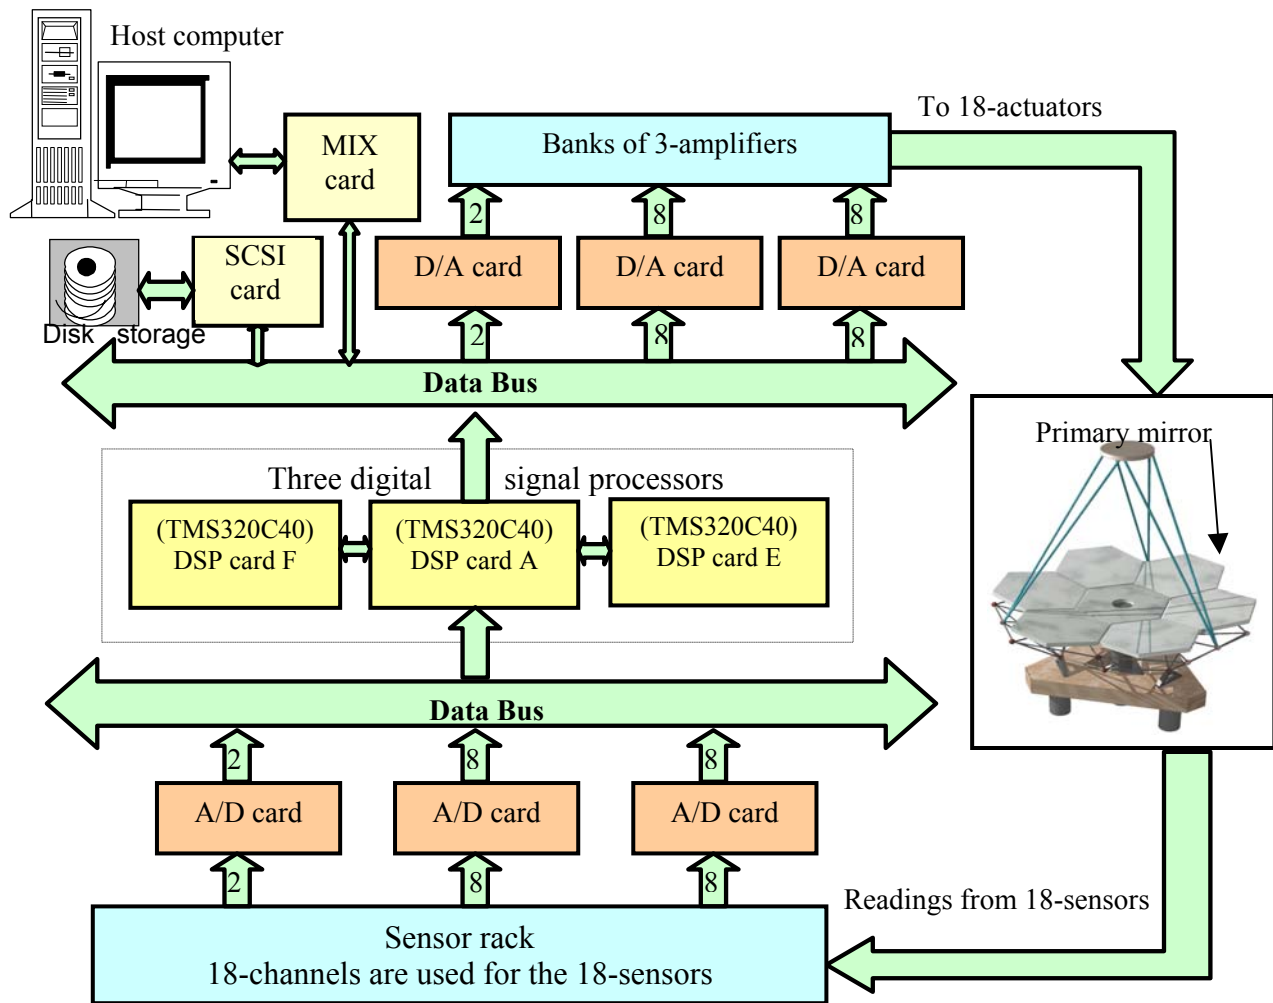 Host computer
To 18-actuators
MIX
card
Banks of 3-amplifiers
2
8
8
SCSI
card
D/A card
D/A card
D/A card
Disk storage
2
8
8
Data Bus
Primary mirror
Three digital signal processors
(TMS320C40)
DSP card F
(TMS320C40)
DSP card A
(TMS320C40)
DSP card E
Data Bus
2
8
8
A/D card
A/D card
A/D card
2
8
8
Readings from 18-sensors
Sensor rack
18-channels are used for the 18-sensors